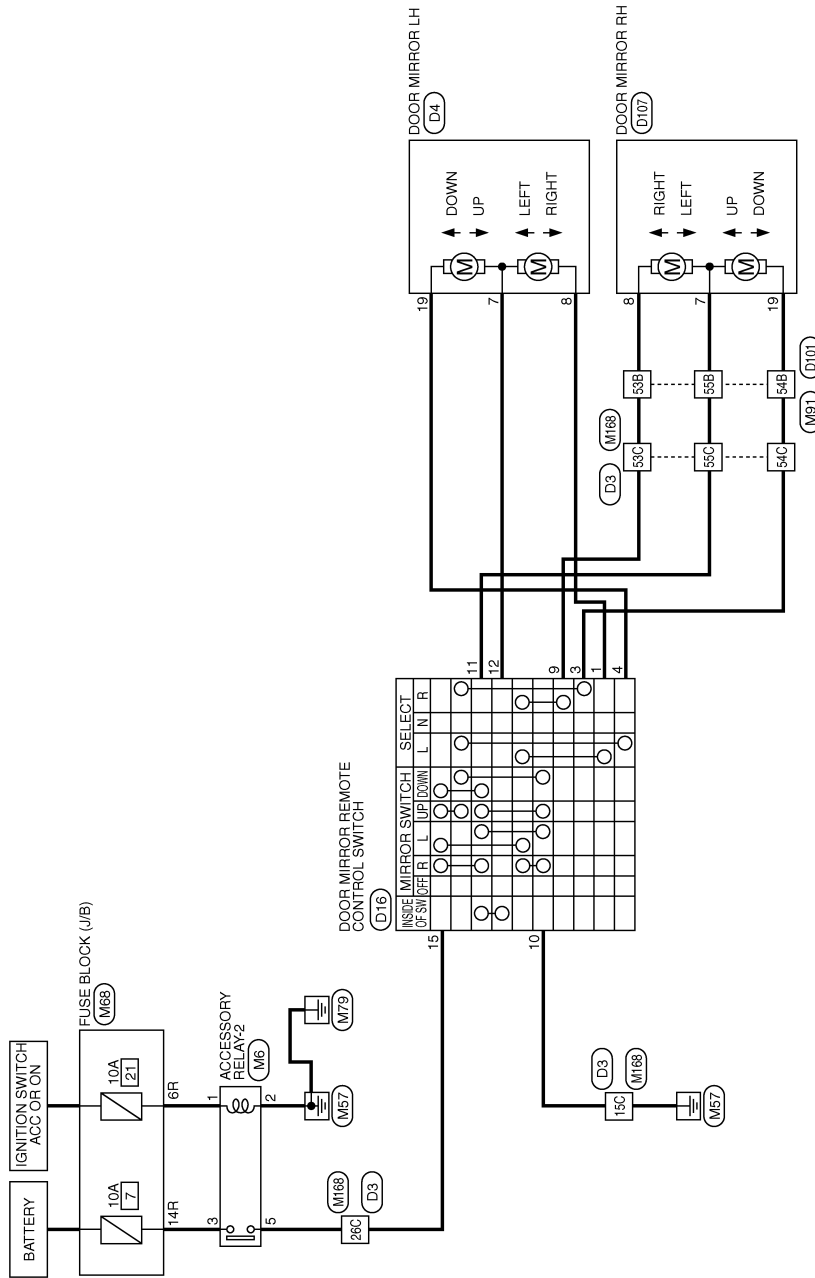 BATTERY
IGNITION SWITCH
ACC OR ON
FUSE BLOCK (J/B)
M68
10A
7
10A
21
14R
6R
ACCESSORY
RELAY-2
M6
3
1
5
2
M57
M79
M168
26C
D3
DOOR MIRROR REMOTE
CONTROL SWITCH
D16
15
10
INSIDE
OF SW
MIRROR SWITCH
SELECT
OFF
R
L
UP
DOWN
L
N
R
11
12
9
3
1
4
D3
15C
M168
M57
D3
M168
53C
55C
54C
53B
55B
54B
M91
D101
DOOR MIRROR LH
D4
19
7
8
M
M
DOWN
UP
LEFT
RIGHT
DOOR MIRROR RH
D107
8
7
19
M
M
RIGHT
LEFT
UP
DOWN